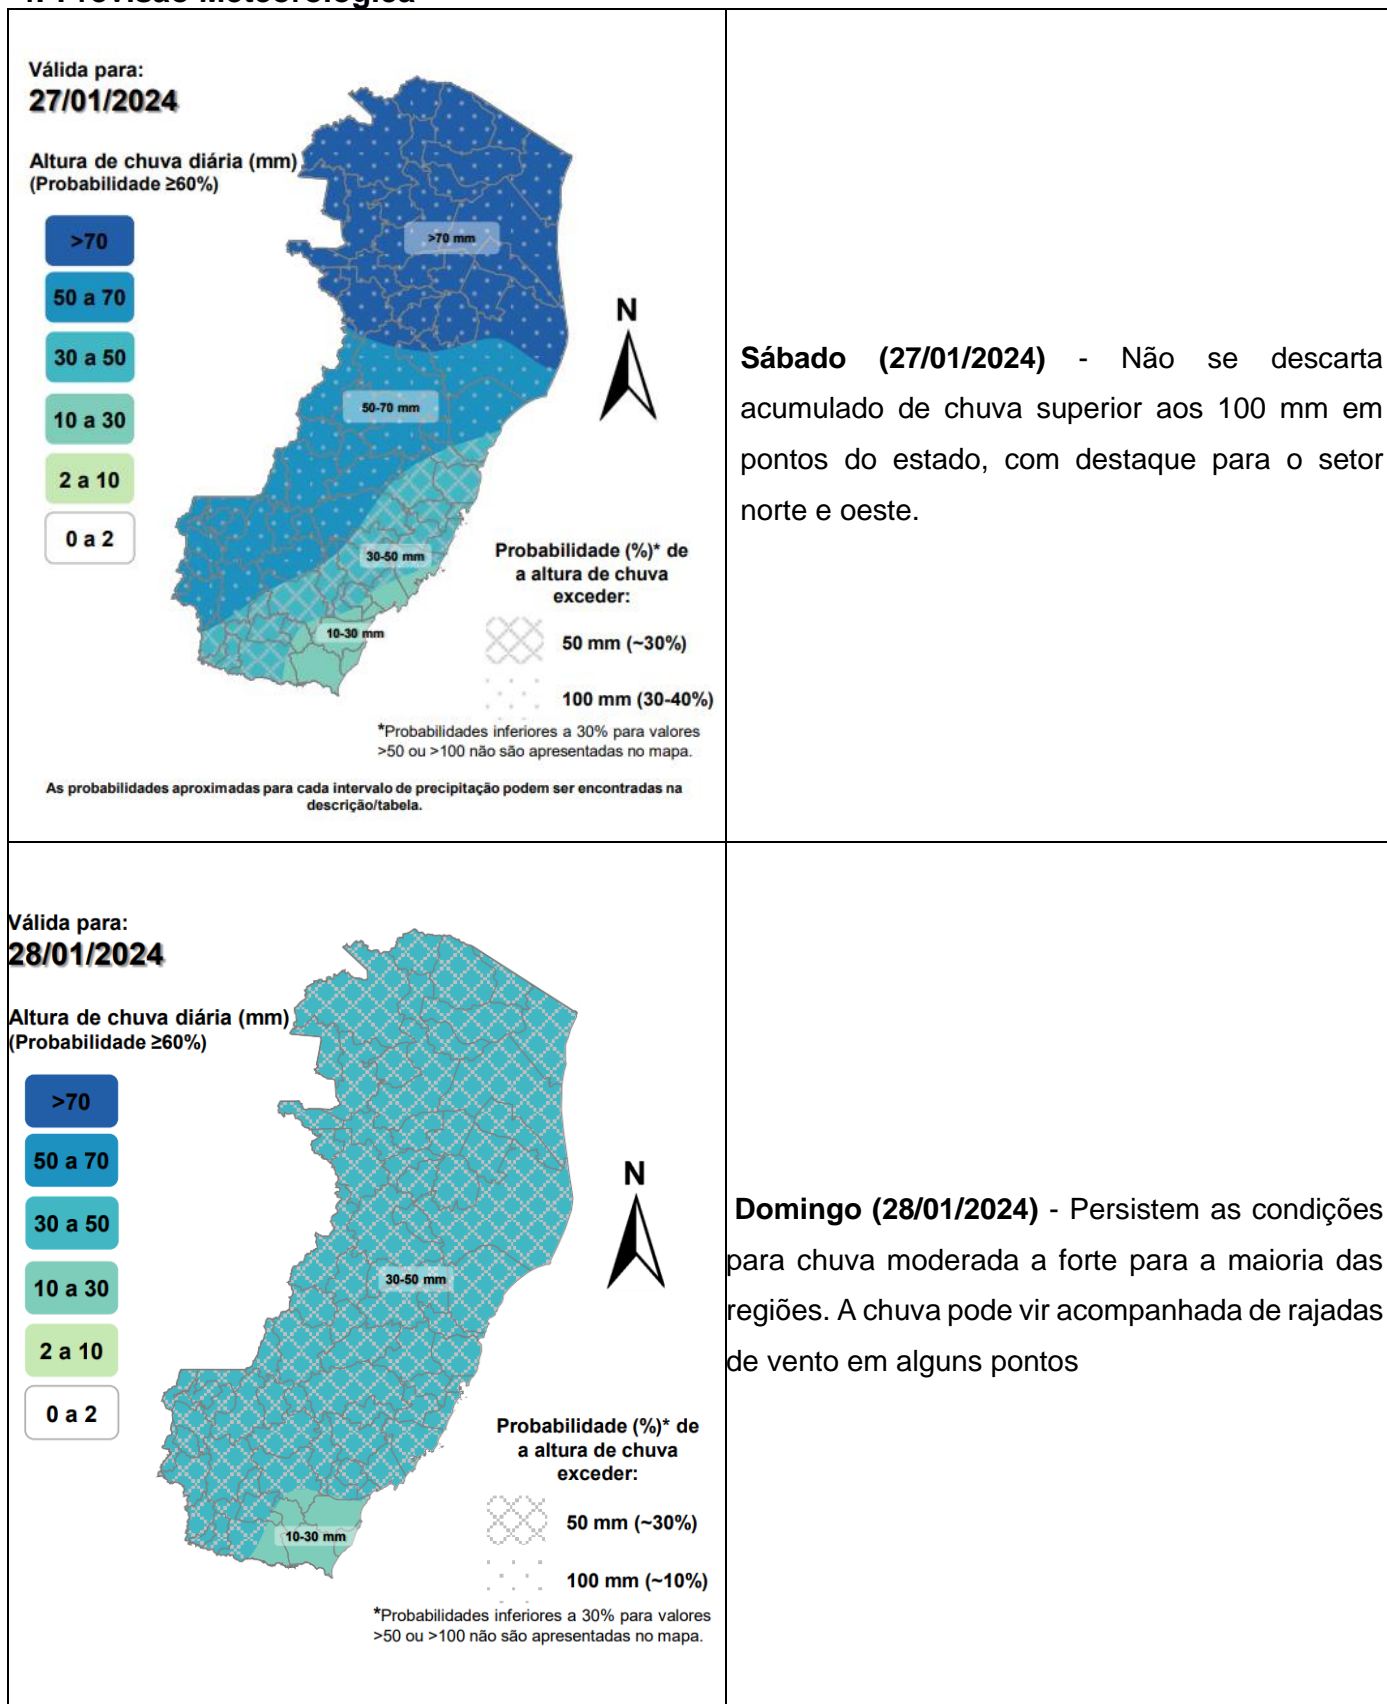 4. Previsão Meteorológica
Válida para:
27/01/2024
Altura de chuva diária (mm)
(Probabilidade ≥60%)
>70
50 a 70
30 a 50
10 a 30
2 a 10
0 a 2
>70 mm
50-70 mm
30-50 mm
10-30 mm
N
Probabilidade (%)* de
a altura de chuva
exceder:
50 mm (~30%)
100 mm (30-40%)
*Probabilidades inferiores a 30% para valores
>50 ou >100 não são apresentadas no mapa.
As probabilidades aproximadas para cada intervalo de precipitação podem ser encontradas na
descrição/tabela.
Sábado (27/01/2024) - Não se descarta
acumulado de chuva superior aos 100 mm em
pontos do estado, com destaque para o setor
norte e oeste.
Válida para:
28/01/2024
Altura de chuva diária (mm)
(Probabilidade ≥60%)
>70
50 a 70
30 a 50
10 a 30
2 a 10
0 a 2
30-50 mm
10-30 mm
N
Probabilidade (%)* de
a altura de chuva
exceder:
50 mm (~30%)
100 mm (~10%)
*Probabilidades inferiores a 30% para valores
>50 ou >100 não são apresentadas no mapa.
Domingo (28/01/2024) - Persistem as condições
para chuva moderada a forte para a maioria das
regiões. A chuva pode vir acompanhada de rajadas
de vento em alguns pontos